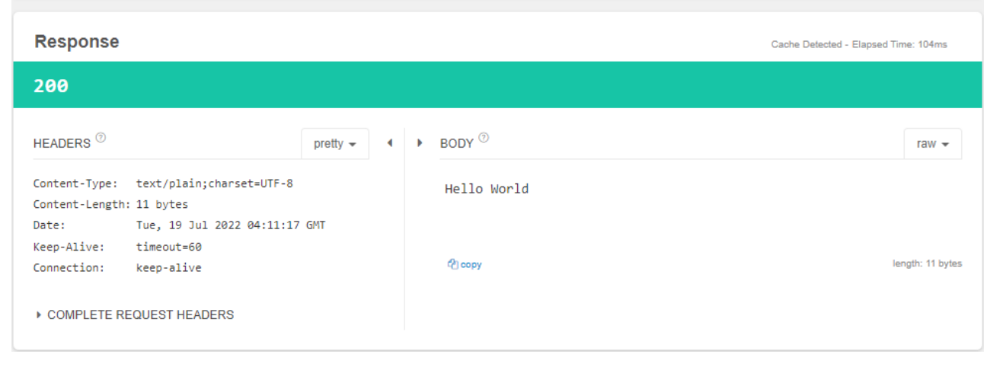 Response
Cache Detected - Elapsed Time: 104ms
200
HEADERS ?
pretty
Content-Type: text/plain;charset=UTF-8
Content-Length: 11 bytes
Date: Tue, 19 Jul 2022 04:11:17 GMT
Keep-Alive: timeout=60
Connection: keep-alive
COMPLETE REQUEST HEADERS
BODY ?
raw
Hello World
copy
length: 11 bytes